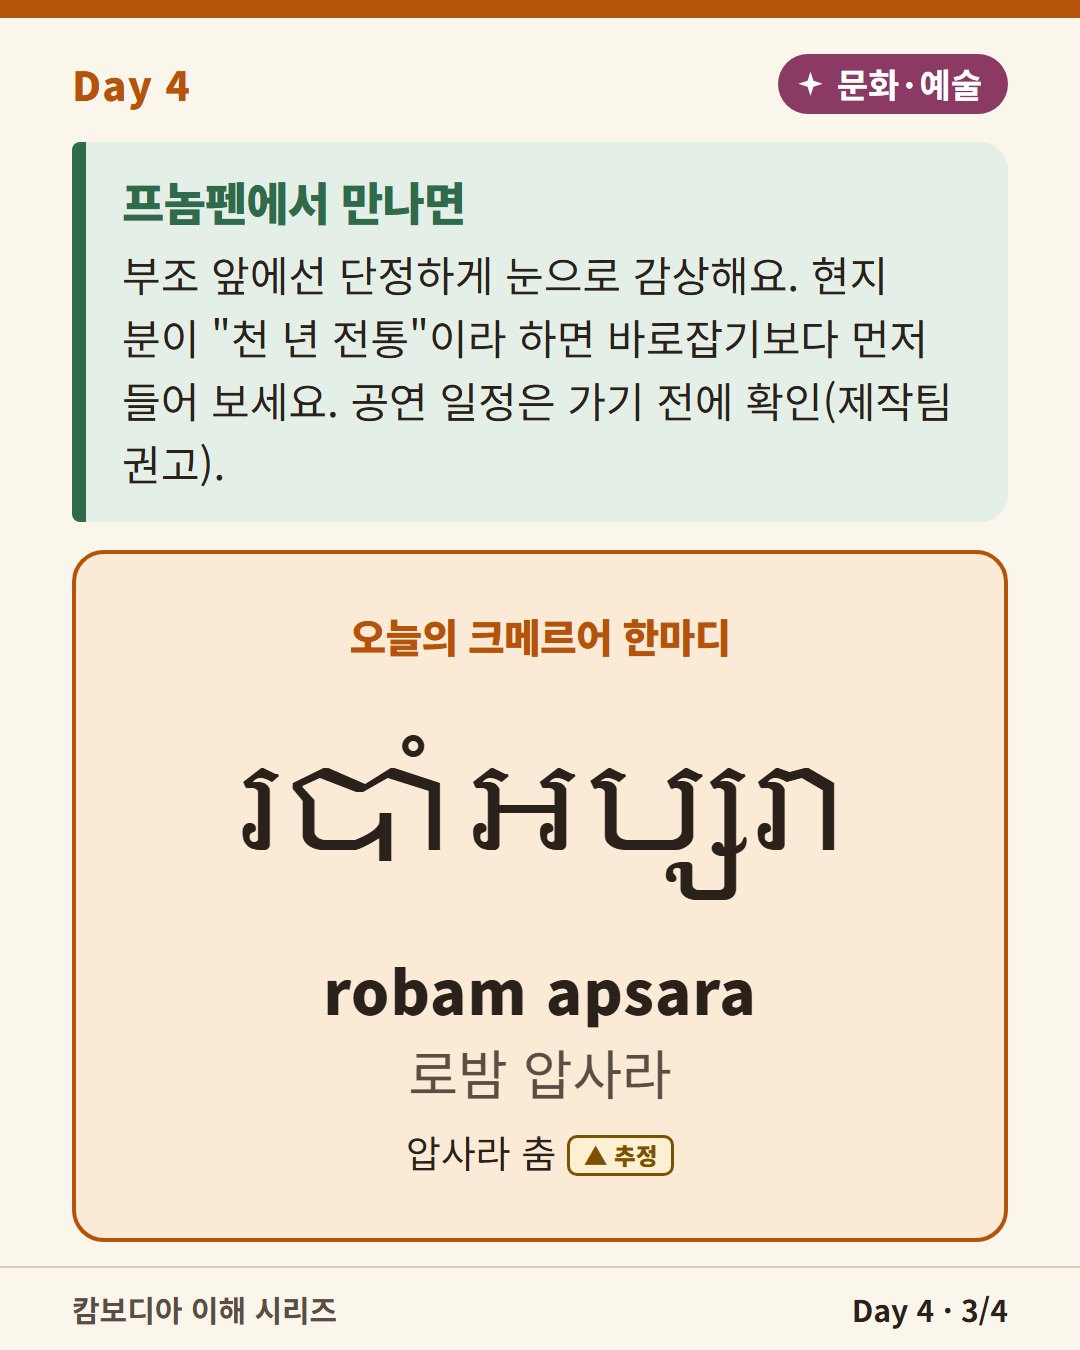 Day 4
문화·예술
프놈펜에서 만나면
부조 앞에선 단정하게 눈으로 감상해요. 현지
분이 "천 년 전통"이라 하면 바로잡기보다 먼저
들어 보세요. 공연 일정은 가기 전에 확인(제작팀
권고).
오늘의 크메르어 한마디
របាំអប្សរា
robam apsara
로밤 압사라
압사라 춤 ▲ 추정
캄보디아 이해 시리즈
Day 4 · 3/4